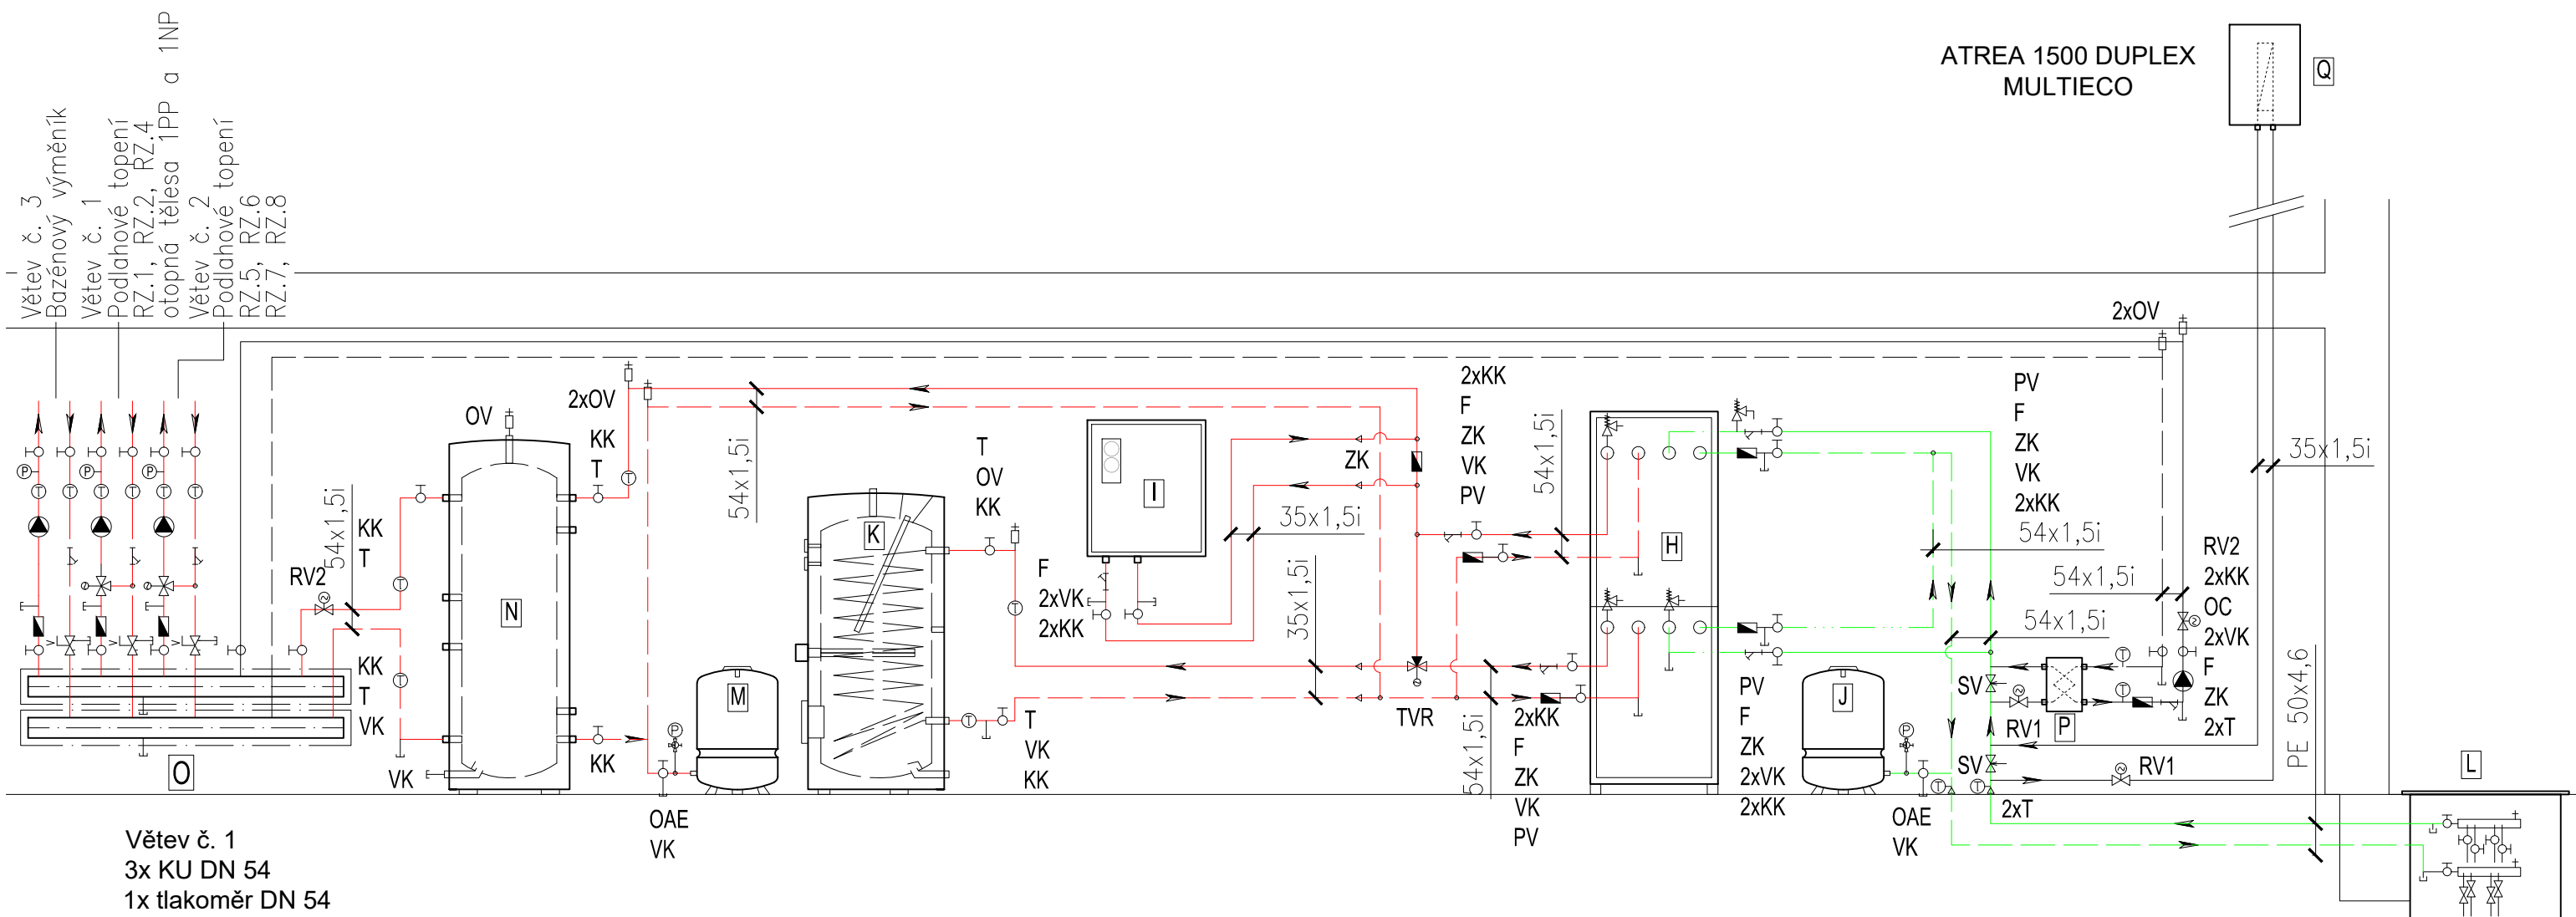 Větev č. 3
Bazénový výměník
Větev č. 1
Podlahové topení
RZ.1, RZ.2, RZ.4
otopná tělesa 1PP a 1NP
Větev č. 2
Podlahové topení
RZ.5, RZ.6
RZ.7, RZ.8
ATREA 1500 DUPLEX
MULTIECO
Q
2xOV
P
P
P
T
T
T
T
T
T
RV2
54x1,5i
KK
T
KK
T
VK
O
OV
N
VK
T
T
2xOV
KK
T
T
KK
54x1,5i
M
P
OAE
VK
K
T
OV
KK
T
T
T
VK
KK
I
F
2xVK
2xKK
35x1,5i
35x1,5i
ZK
TVR
2xKK
F
ZK
VK
PV
54x1,5i
54x1,5i
2xKK
F
ZK
VK
PV
H
PV
F
ZK
2xVK
2xKK
J
P
OAE
VK
PV
F
ZK
VK
2xKK
54x1,5i
54x1,5i
54x1,5i
35x1,5i
RV2
2xKK
OC
2xVK
F
ZK
2xT
SV
RV1
P
T
T
SV
RV1
T
T
2xT
PE 50x4,6
L
Větev č. 1
3x KU DN 54
1x tlakoměr DN 54